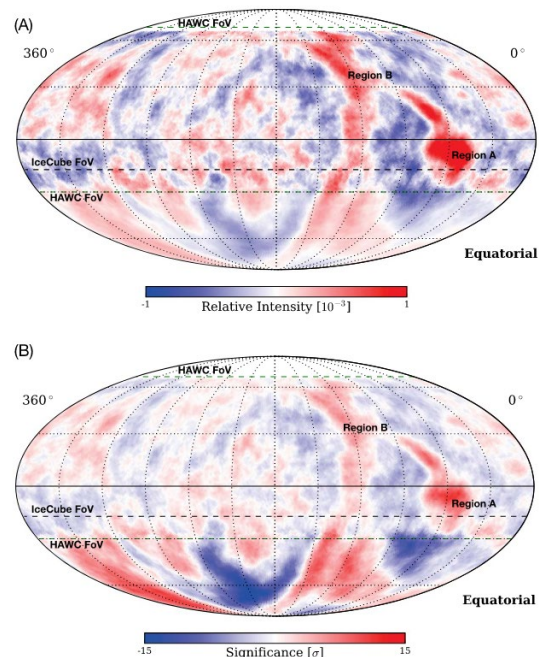 (A)
HAWC FoV
360°
0°
Region B
IceCube FoV
Region A
HAWC FoV
Equatorial
-1
1
Relative Intensity [10⁻³]
(B)
HAWC FoV
360°
0°
Region B
IceCube FoV
Region A
HAWC FoV
Equatorial
-15
15
Significance [σ]